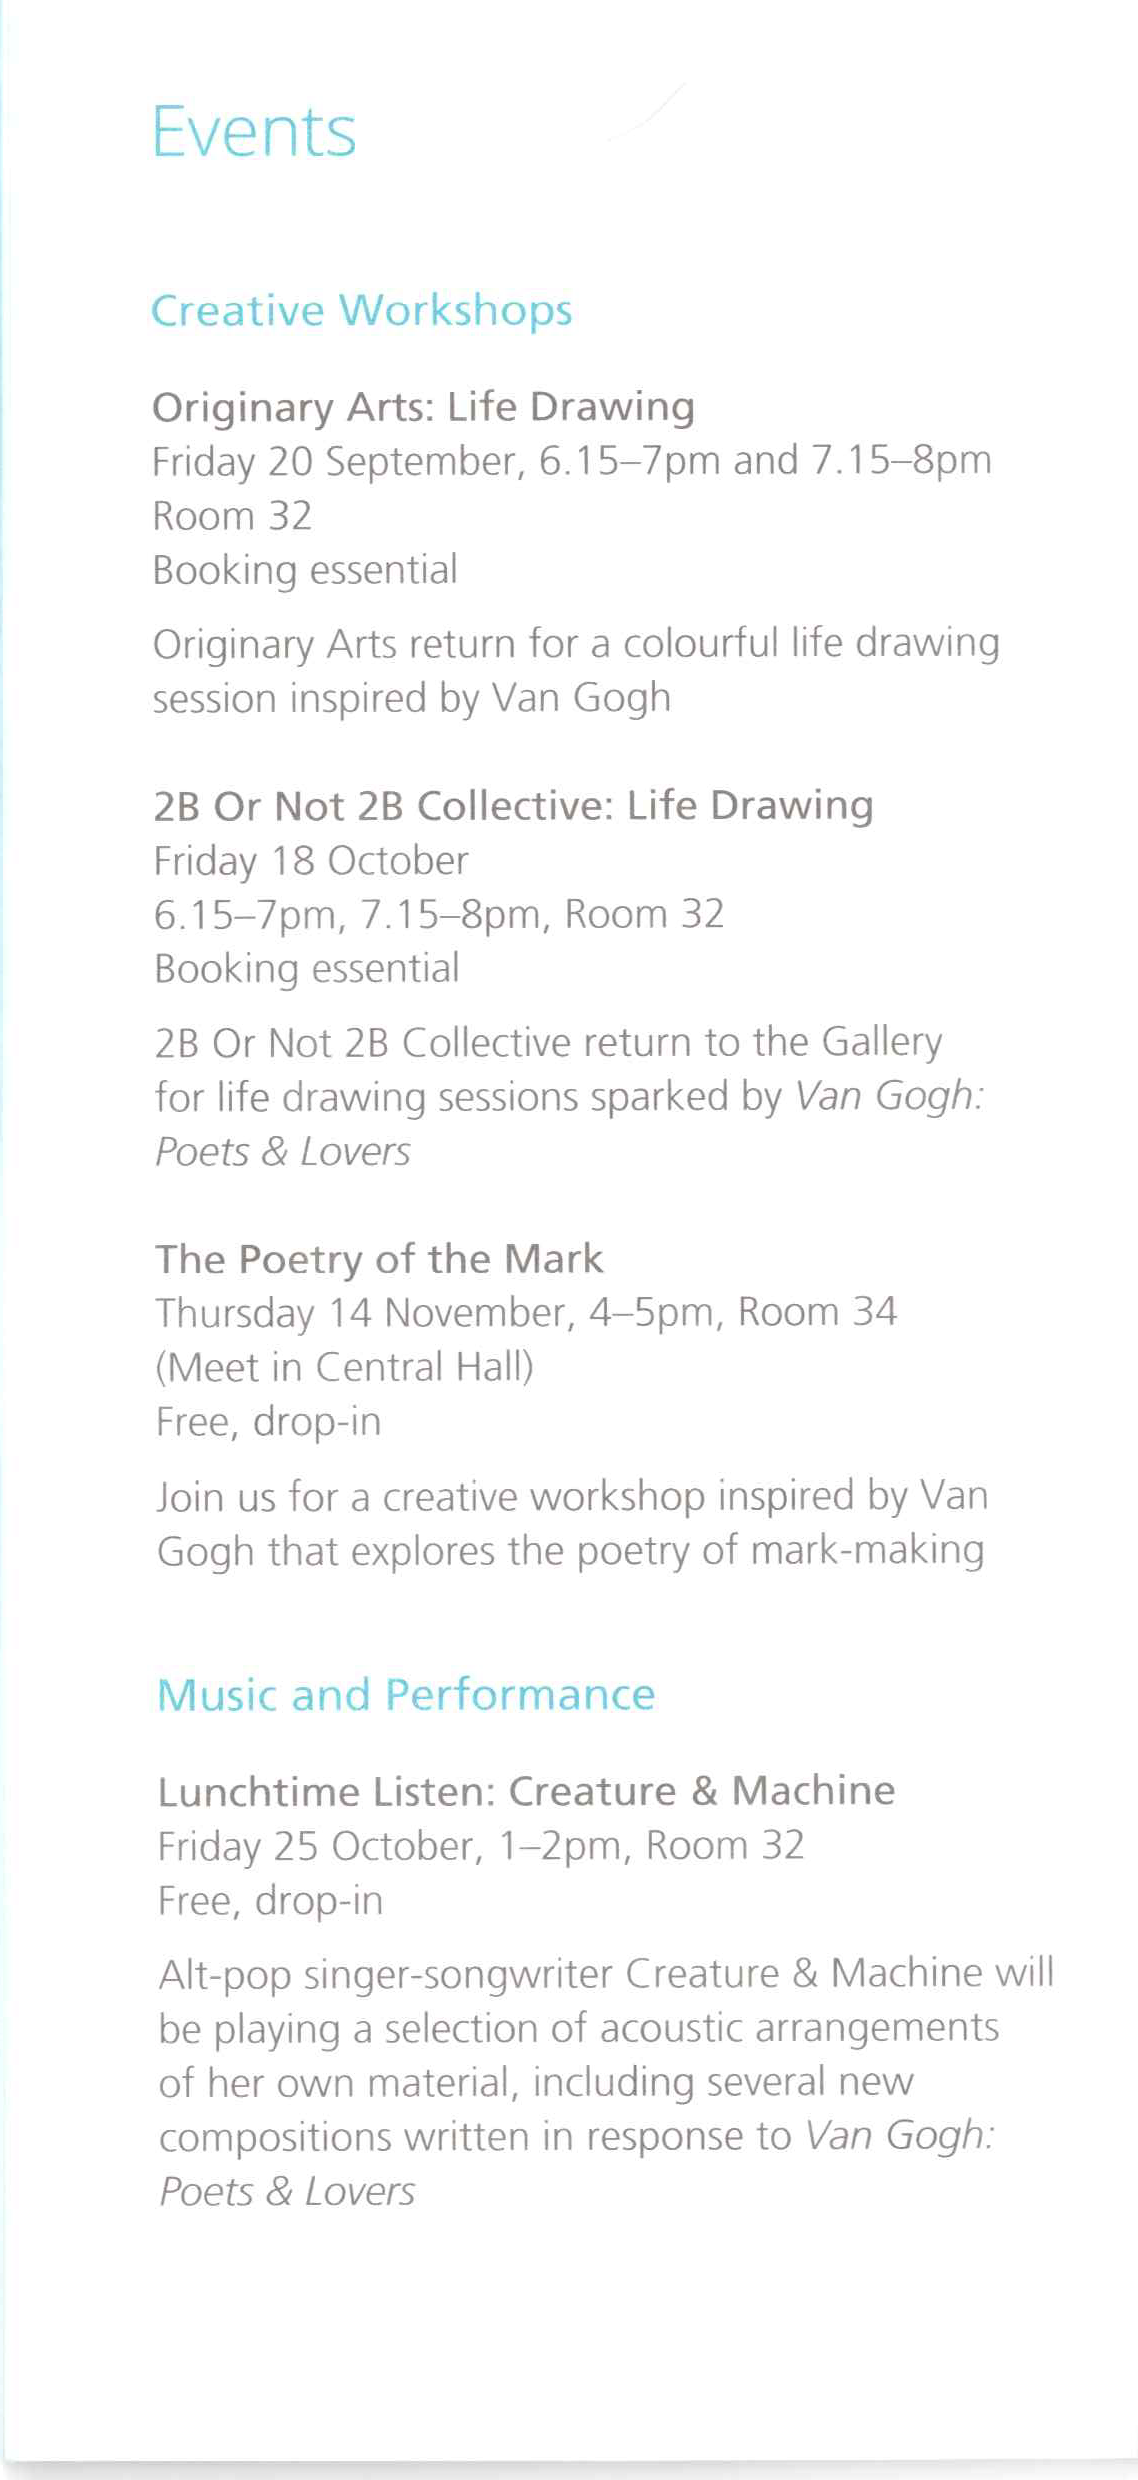 Events
Creative Workshops
Originary Arts: Life Drawing
Friday 20 September, 6.15–7pm and 7.15–8pm
Room 32
Booking essential
Originary Arts return for a colourful life drawing
session inspired by Van Gogh
2B Or Not 2B Collective: Life Drawing
Friday 18 October
6.15–7pm, 7.15–8pm, Room 32
Booking essential
2B Or Not 2B Collective return to the Gallery
for life drawing sessions sparked by Van Gogh:
Poets & Lovers
The Poetry of the Mark
Thursday 14 November, 4–5pm, Room 34
(Meet in Central Hall)
Free, drop-in
Join us for a creative workshop inspired by Van
Gogh that explores the poetry of mark-making
Music and Performance
Lunchtime Listen: Creature & Machine
Friday 25 October, 1–2pm, Room 32
Free, drop-in
Alt-pop singer-songwriter Creature & Machine will
be playing a selection of acoustic arrangements
of her own material, including several new
compositions written in response to Van Gogh:
Poets & Lovers